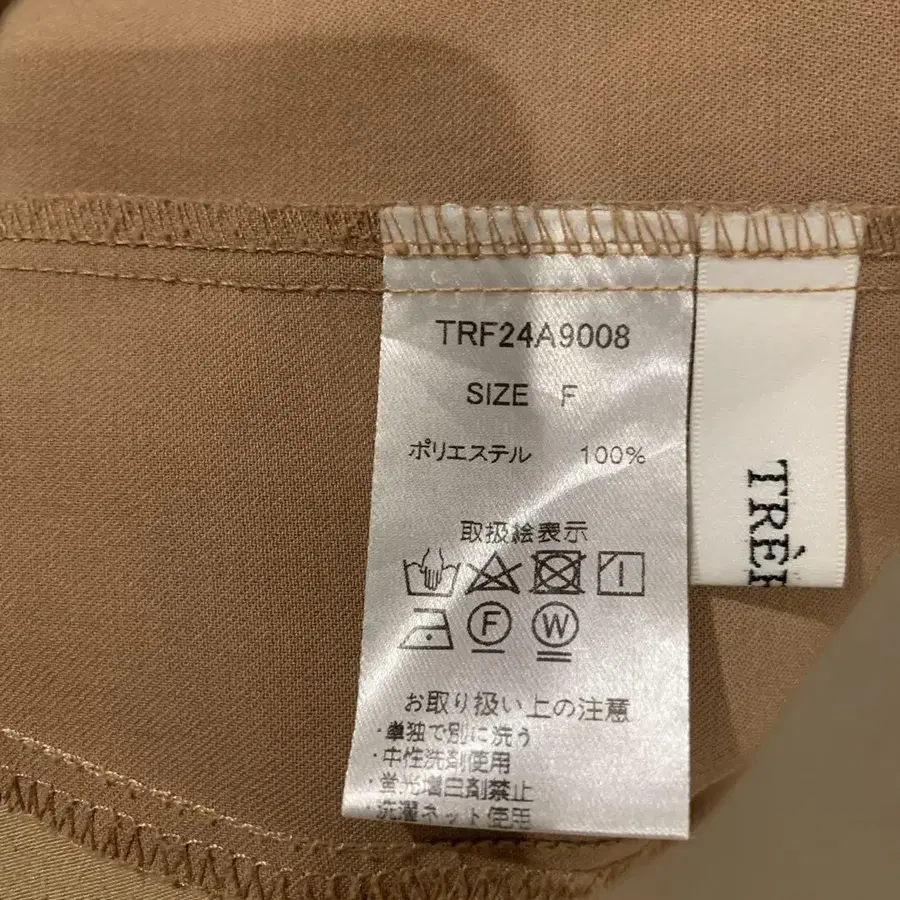 TRF24A9008
SIZE F
ポリエステル 100%
取扱絵表示
F W
お取り扱い上の注意
・単独で別に洗う
・中性洗剤使用
・蛍光増白剤禁止
・洗濯ネット使用
TRÈ